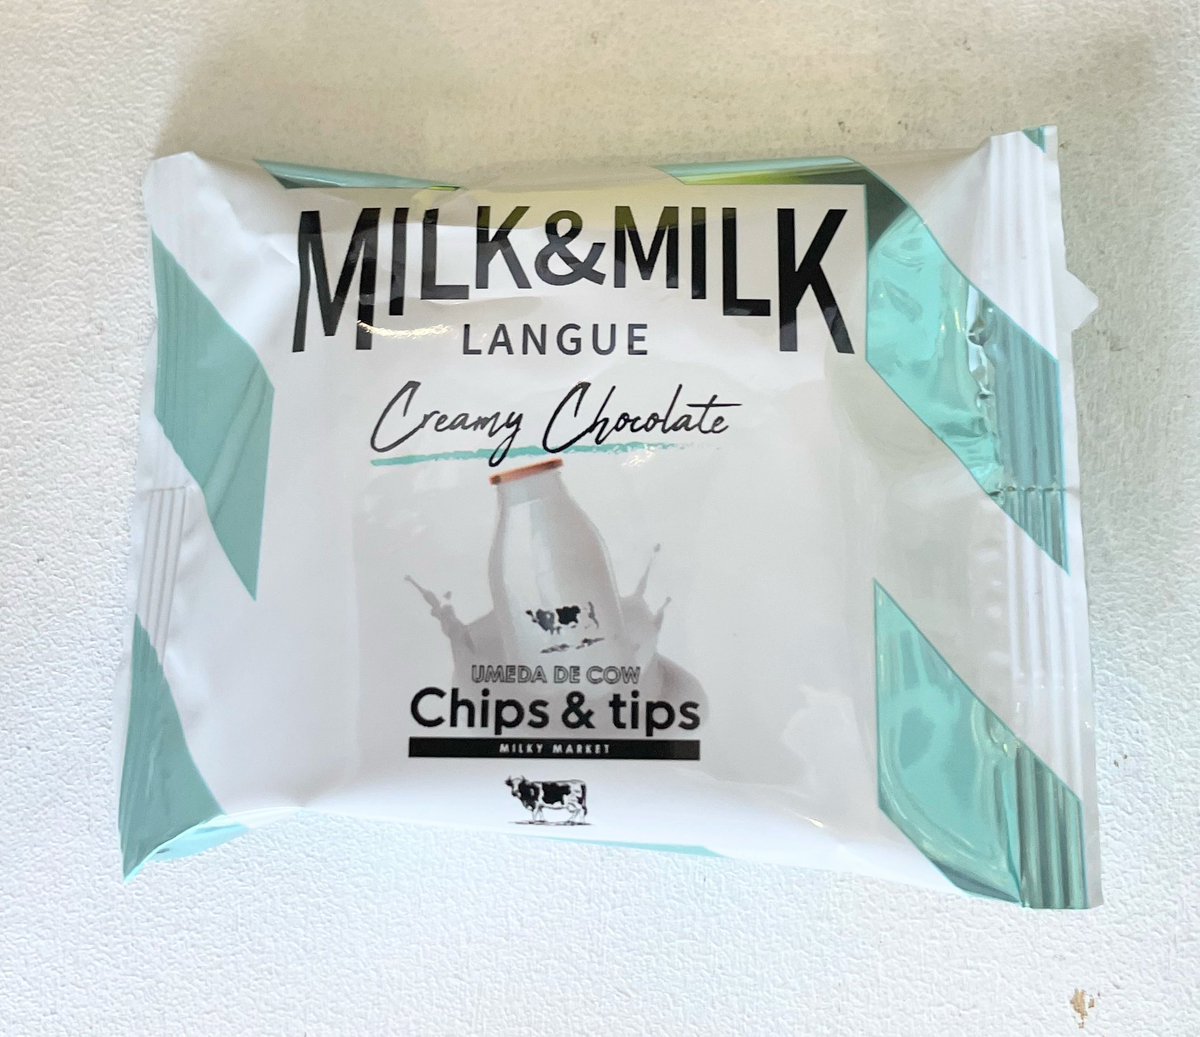 MILK&MILK
LANGUE
Creamy Chocolate
UMEDA DE COW
Chips & tips
MILKY MARKET